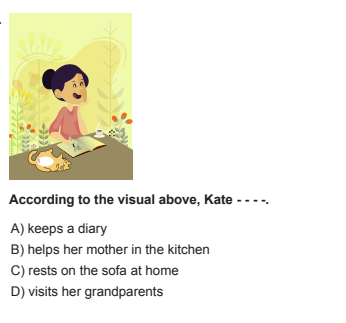 According to the visual above, Kate - - - -.
A) keeps a diary
B) helps her mother in the kitchen
C) rests on the sofa at home
D) visits her grandparents